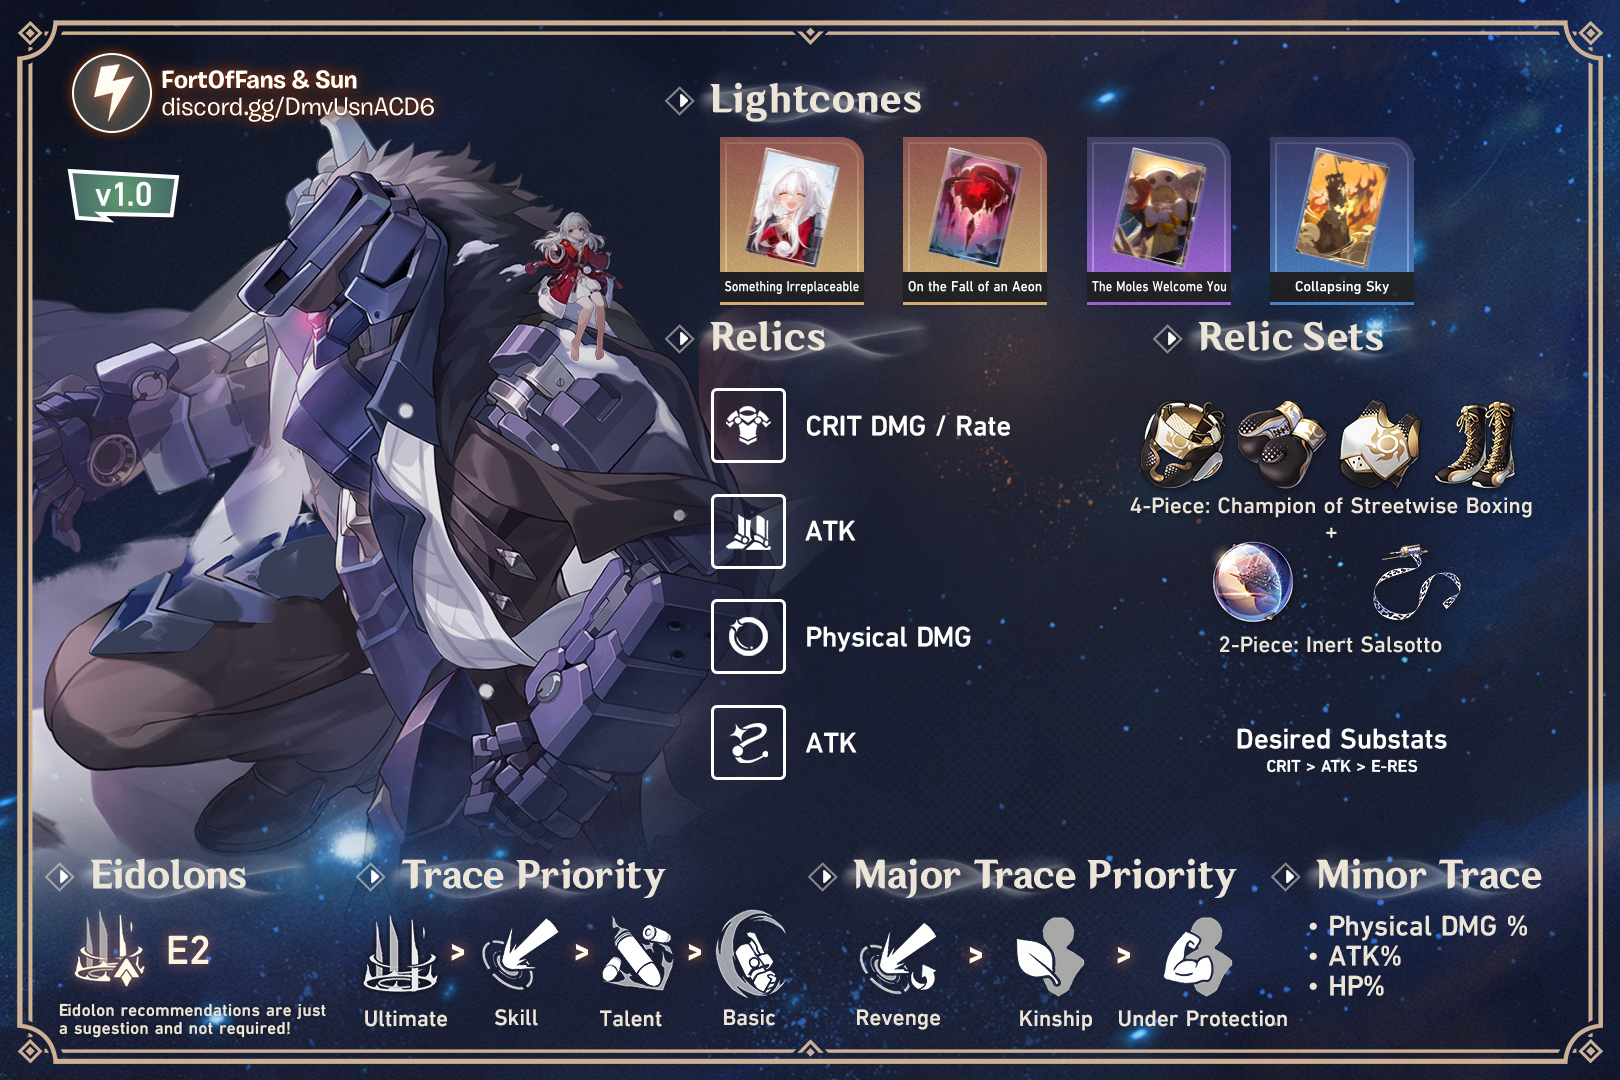 FortOfFans & Sun
discord.gg/DmvUsnACD6
v1.0
Lightcones
Something Irreplaceable
On the Fall of an Aeon
The Moles Welcome You
Collapsing Sky
Relics
CRIT DMG / Rate
ATK
Physical DMG
ATK
Relic Sets
4-Piece: Champion of Streetwise Boxing
+
2-Piece: Inert Salsotto
Desired Substats
CRIT > ATK > E-RES
Eidolons
E2
Eidolon recommendations are just
a sugestion and not required!
Trace Priority
> > >
Ultimate Skill Talent Basic
Major Trace Priority
> >
Revenge Kinship Under Protection
Minor Trace
• Physical DMG %
• ATK%
• HP%